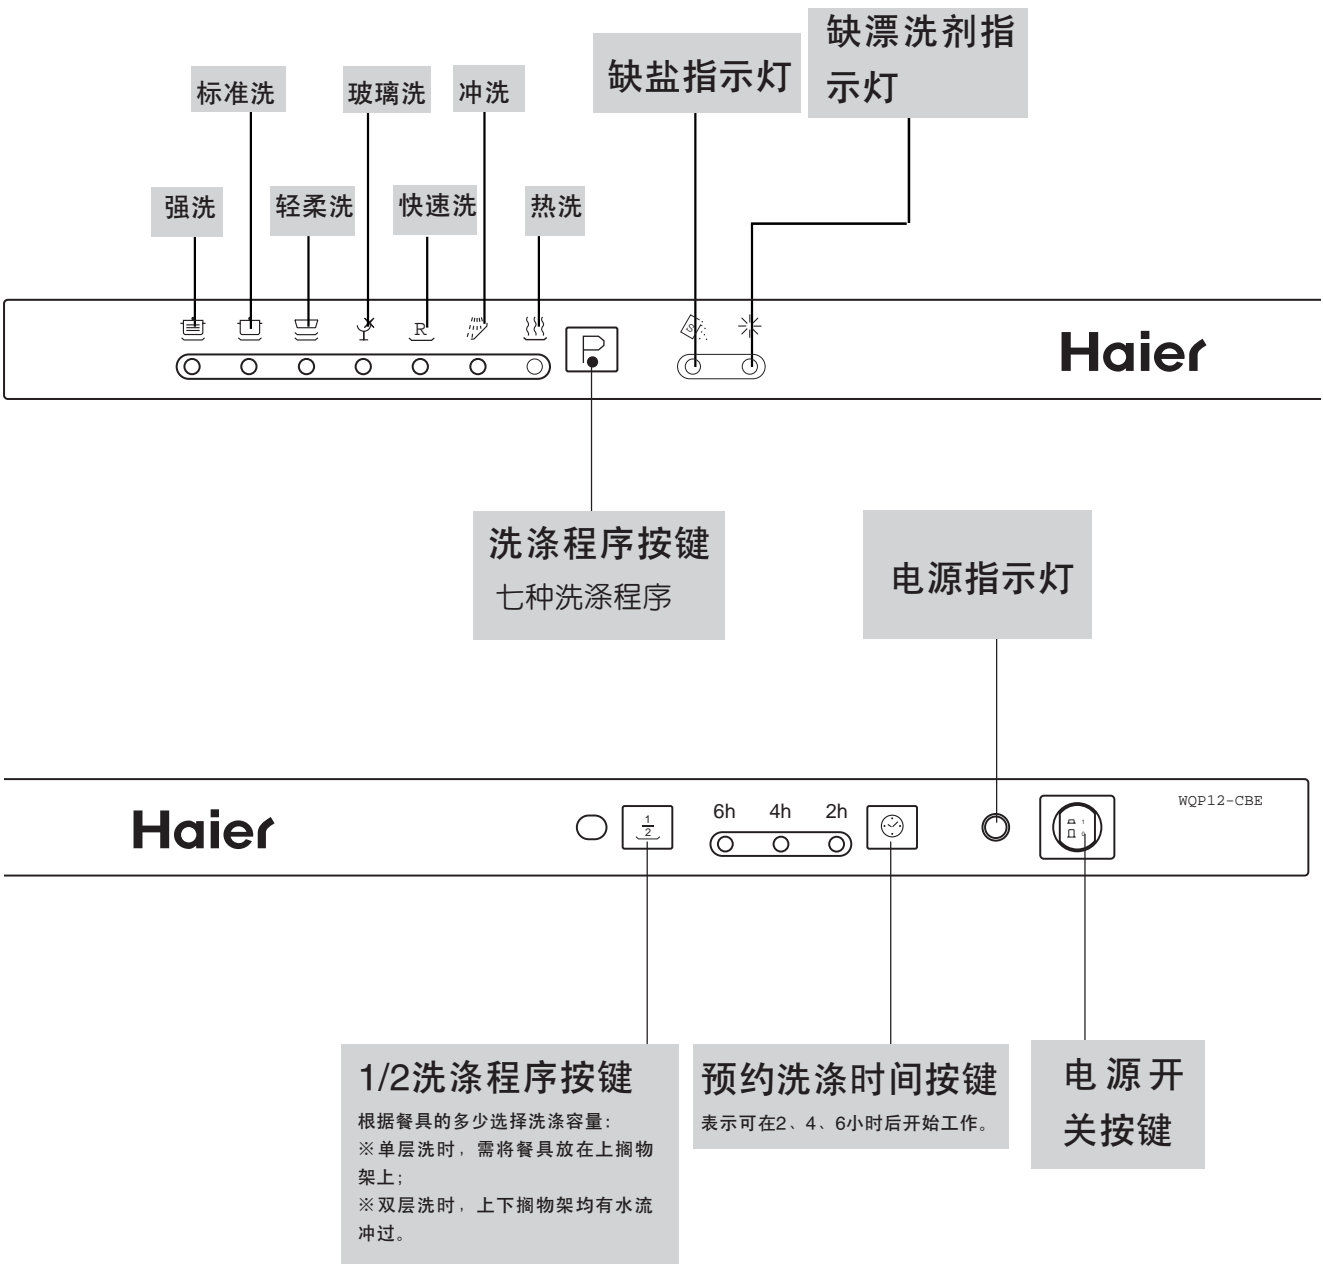 缺漂洗剂指
示灯
缺盐指示灯
标准洗
玻璃洗
冲洗
强洗
轻柔洗
快速洗
热洗
R
S
P
Haier
洗涤程序按键
七种洗涤程序
电源指示灯
Haier
1
2
6h 4h 2h
1
0
WQP12-CBE
1/2洗涤程序按键
根据餐具的多少选择洗涤容量：
※单层洗时，需将餐具放在上搁物
架上；
※双层洗时，上下搁物架均有水流
冲过。
预约洗涤时间按键
表示可在2、4、6小时后开始工作。
电源开
关按键